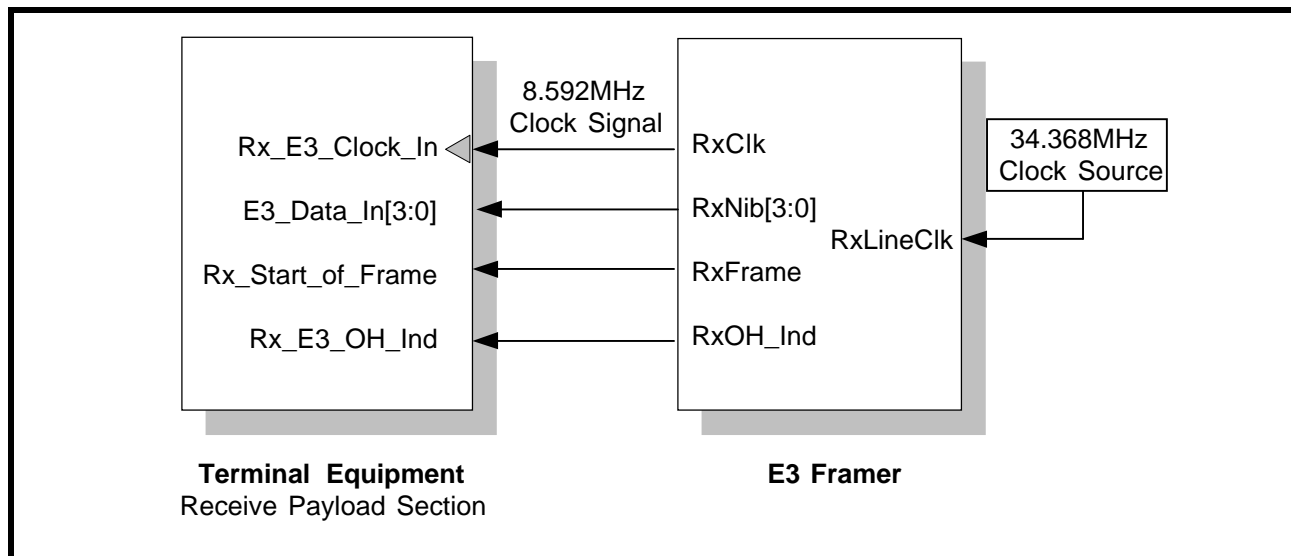 8.592MHz
Clock Signal
Rx_E3_Clock_In
E3_Data_In[3:0]
Rx_Start_of_Frame
Rx_E3_OH_Ind
RxClk
RxNib[3:0]
RxFrame
RxOH_Ind
RxLineClk
34.368MHz
Clock Source
Terminal Equipment
Receive Payload Section
E3 Framer